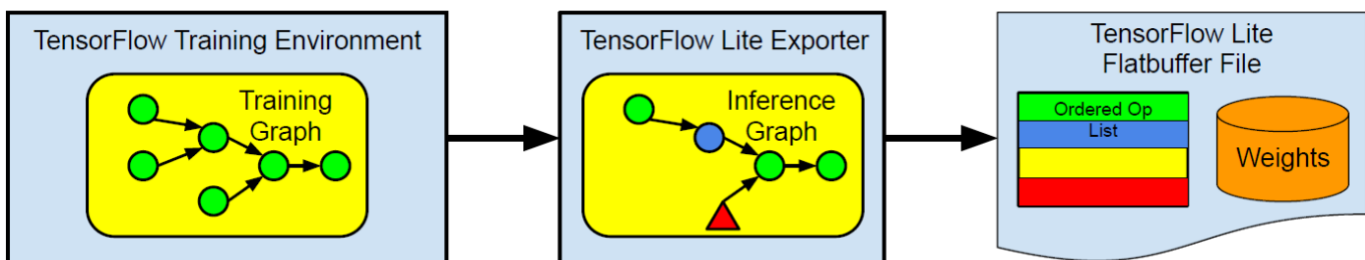 TensorFlow Training Environment
Training
Graph
TensorFlow Lite Exporter
Inference
Graph
TensorFlow Lite
Flatbuffer File
Ordered Op
List
Weights